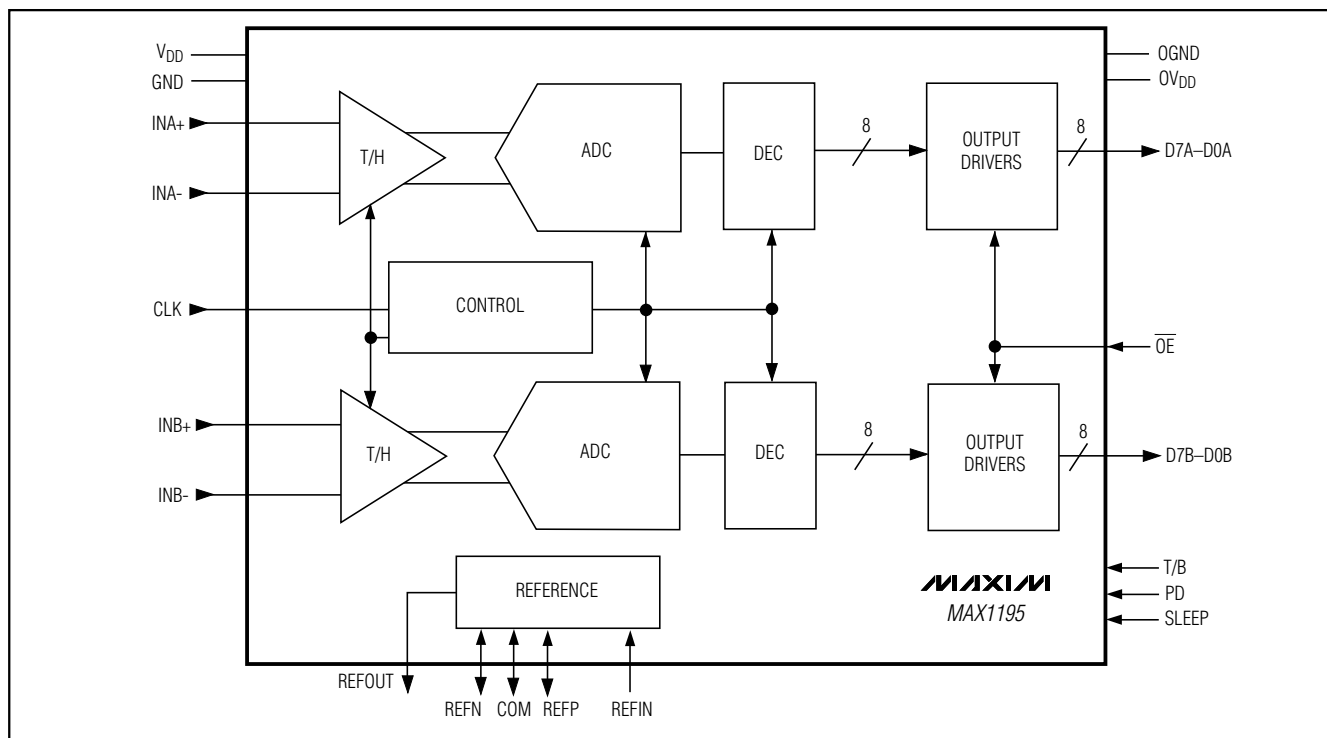 VDD
GND
INA+
INA-
CLK
INB+
INB-
T/H
ADC
DEC
8
OUTPUT
DRIVERS
8
CONTROL
T/H
ADC
DEC
8
OUTPUT
DRIVERS
8
OGND
OVDD
D7A–D0A
OE
D7B–D0B
T/B
PD
SLEEP
REFERENCE
MAXIM
MAX1195
REFOUT
REFN COM REFP REFIN